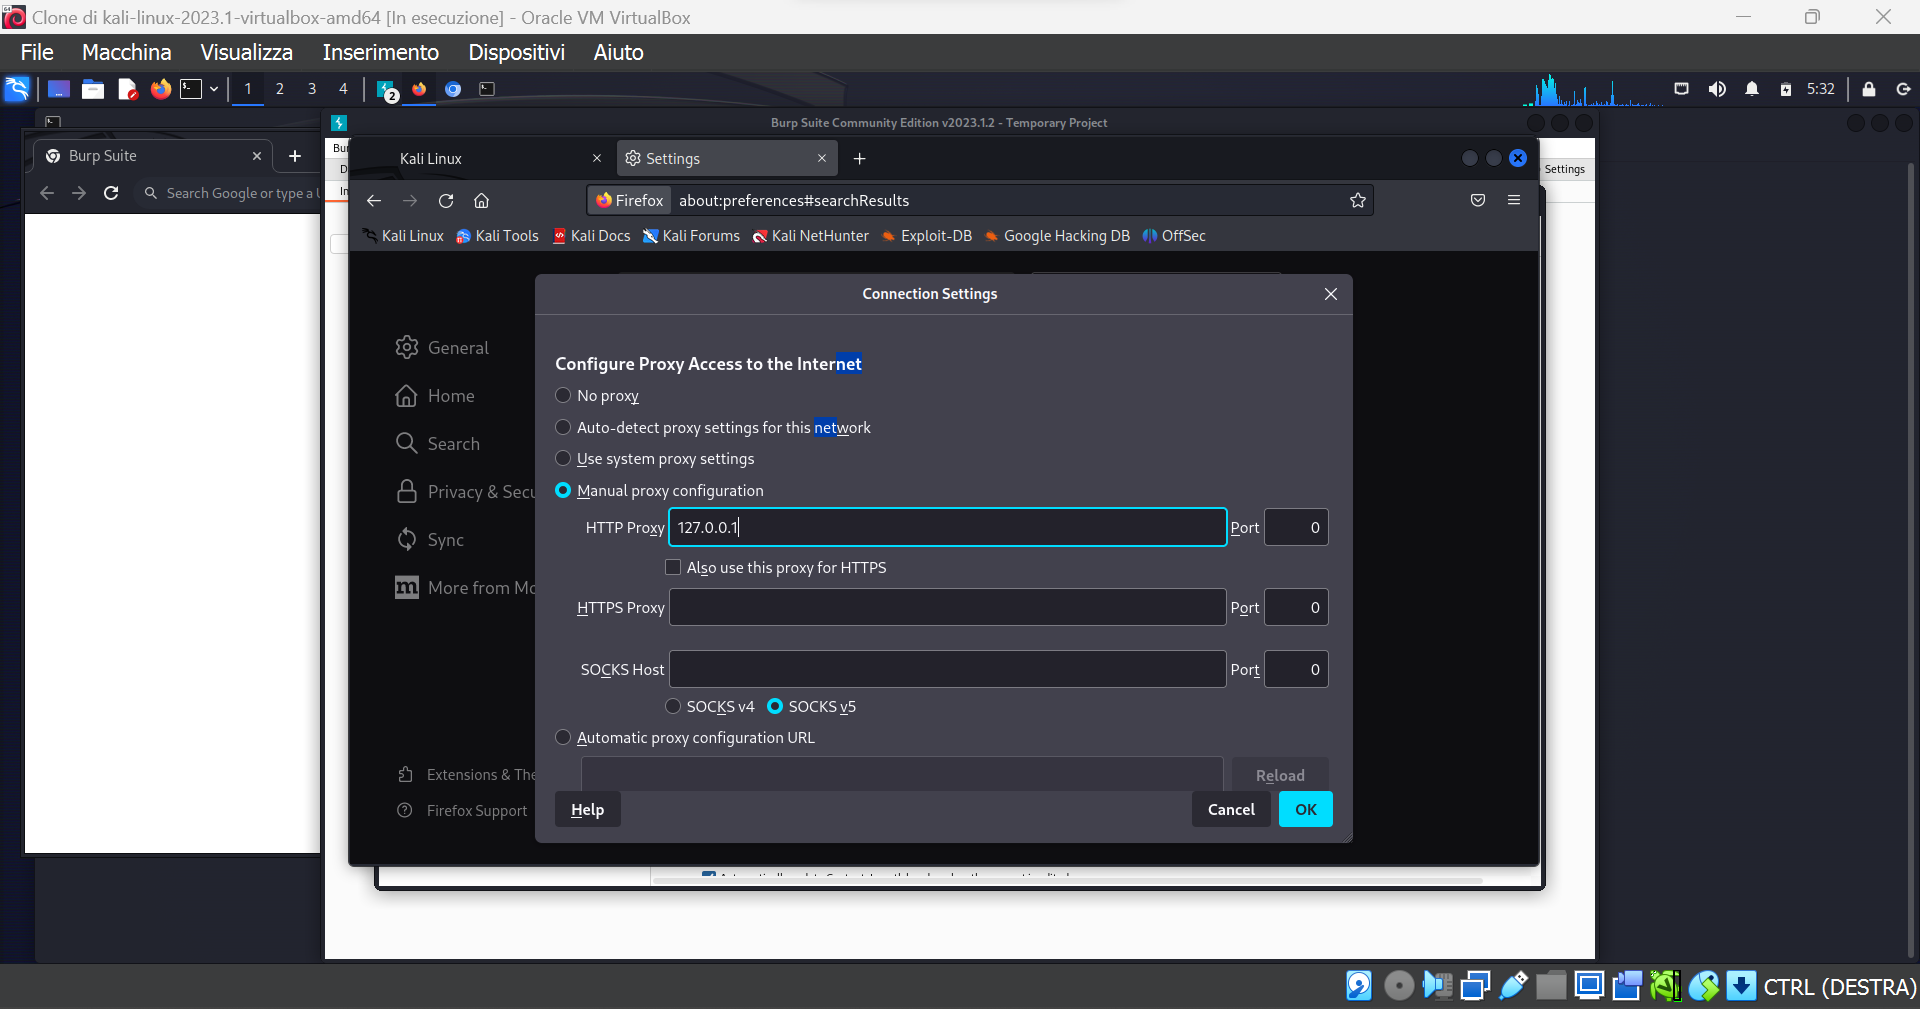 Clone di kali-linux-2023.1-virtualbox-amd64 [In esecuzione] - Oracle VM VirtualBox
File Macchina Visualizza Inserimento Dispositivi Aiuto
1 2 3 4 2 5:32
Burp Suite Community Edition v2023.1.2 - Temporary Project
Burp Suite
Kali Linux Settings
Settings
Search Google or type a
Firefox about:preferences#searchResults
Kali Linux Kali Tools Kali Docs Kali Forums Kali NetHunter Exploit-DB Google Hacking DB OffSec
Connection Settings
General
Home
Search
Privacy & Secu
Sync
More from Mo
Extensions & The
Firefox Support
Configure Proxy Access to the Internet
No proxy
Auto-detect proxy settings for this network
Use system proxy settings
Manual proxy configuration
HTTP Proxy 127.0.0.1 Port 0
Also use this proxy for HTTPS
HTTPS Proxy Port 0
SOCKS Host Port 0
SOCKS v4 SOCKS v5
Automatic proxy configuration URL
Reload
Help Cancel OK
CTRL (DESTRA)